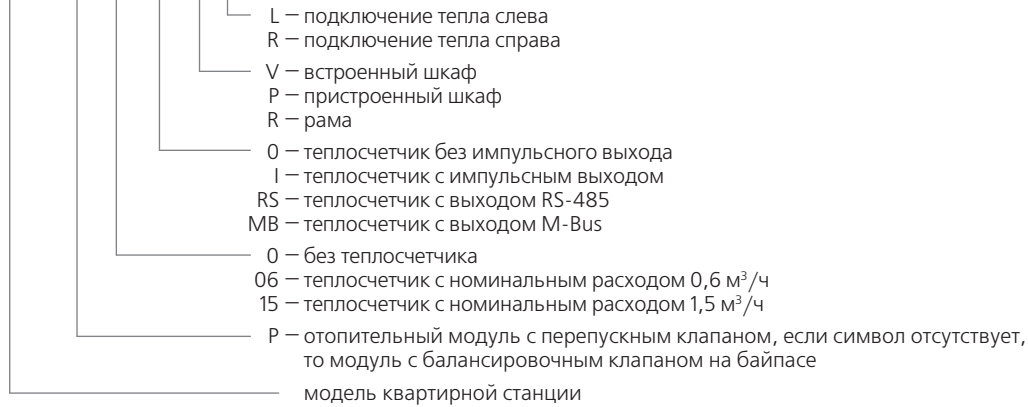 L — подключение тепла слева
R — подключение тепла справа
V — встроенный шкаф
P — пристроенный шкаф
R — рама
0 — теплосчетчик без импульсного выхода
I — теплосчетчик с импульсным выходом
RS — теплосчетчик с выходом RS-485
MB — теплосчетчик с выходом M-Bus
0 — без теплосчетчика
06 — теплосчетчик с номинальным расходом 0,6 м³/ч
15 — теплосчетчик с номинальным расходом 1,5 м³/ч
P — отопительный модуль с перепускным клапаном, если символ отсутствует,
то модуль с балансировочным клапаном на байпасе
модель квартирной станции